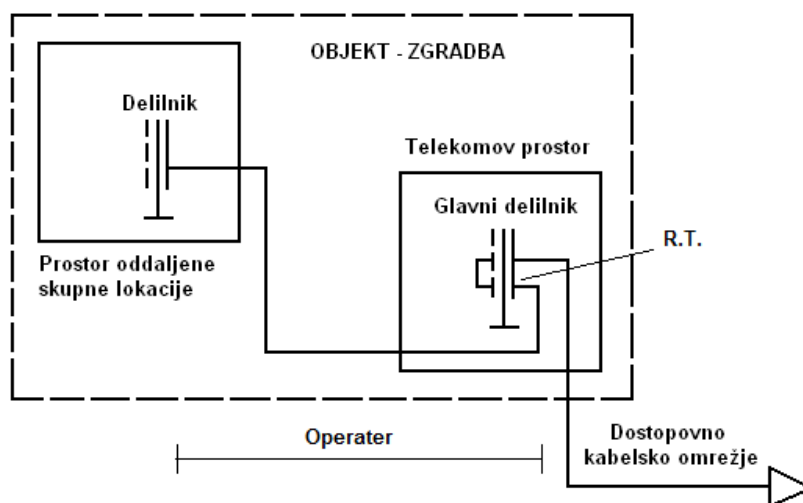 OBJEKT - ZGRADBA
Delilnik
Prostor oddaljene
skupne lokacije
Telekomov prostor
Glavni delilnik
R.T.
Operater
Dostopovno
kabelsko omrežje